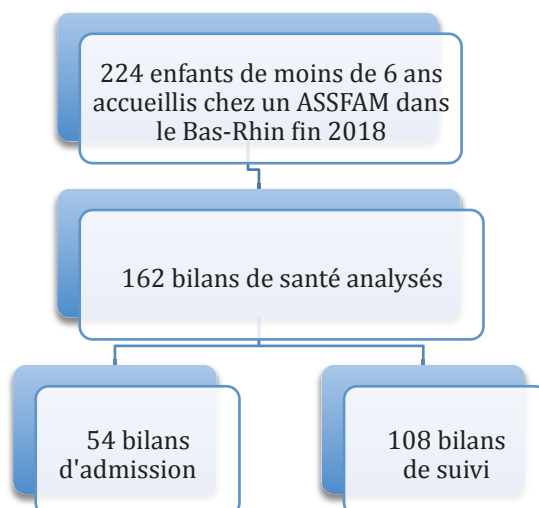 224 enfants de moins de 6 ans
accueillis chez un ASSFAM dans
le Bas-Rhin fin 2018
162 bilans de santé analysés
54 bilans
d'admission
108 bilans
de suivi